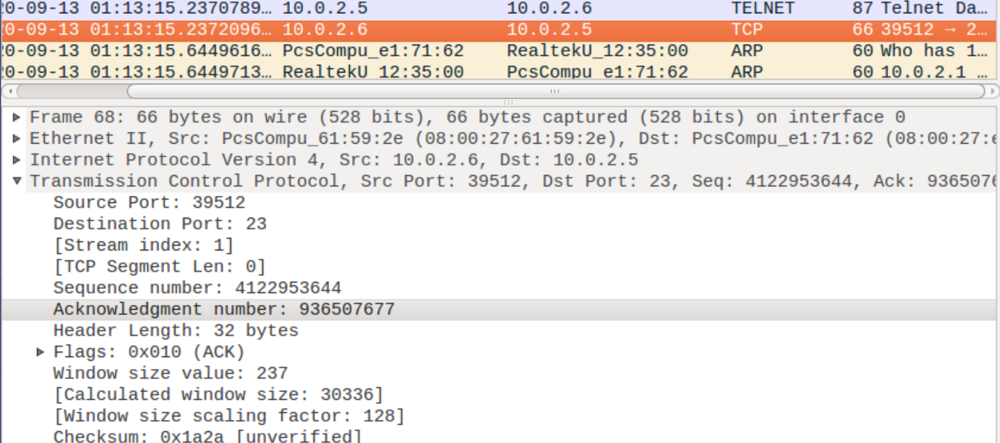 0-09-13 01:13:15.2370789… 10.0.2.5 10.0.2.6 TELNET 87 Telnet Da…
0-09-13 01:13:15.2372096… 10.0.2.6 10.0.2.5 TCP 66 39512 → 2…
0-09-13 01:13:15.6449616… PcsCompu_e1:71:62 RealtekU_12:35:00 ARP 60 Who has 1…
0-09-13 01:13:15.6449713… RealtekU_12:35:00 PcsCompu_e1:71:62 ARP 60 10.0.2.1 …
Frame 68: 66 bytes on wire (528 bits), 66 bytes captured (528 bits) on interface 0
Ethernet II, Src: PcsCompu_61:59:2e (08:00:27:61:59:2e), Dst: PcsCompu_e1:71:62 (08:00:27:e
Internet Protocol Version 4, Src: 10.0.2.6, Dst: 10.0.2.5
Transmission Control Protocol, Src Port: 39512, Dst Port: 23, Seq: 4122953644, Ack: 9365076
Source Port: 39512
Destination Port: 23
[Stream index: 1]
[TCP Segment Len: 0]
Sequence number: 4122953644
Acknowledgment number: 936507677
Header Length: 32 bytes
Flags: 0x010 (ACK)
Window size value: 237
[Calculated window size: 30336]
[Window size scaling factor: 128]
Checksum: 0x1a2a [unverified]